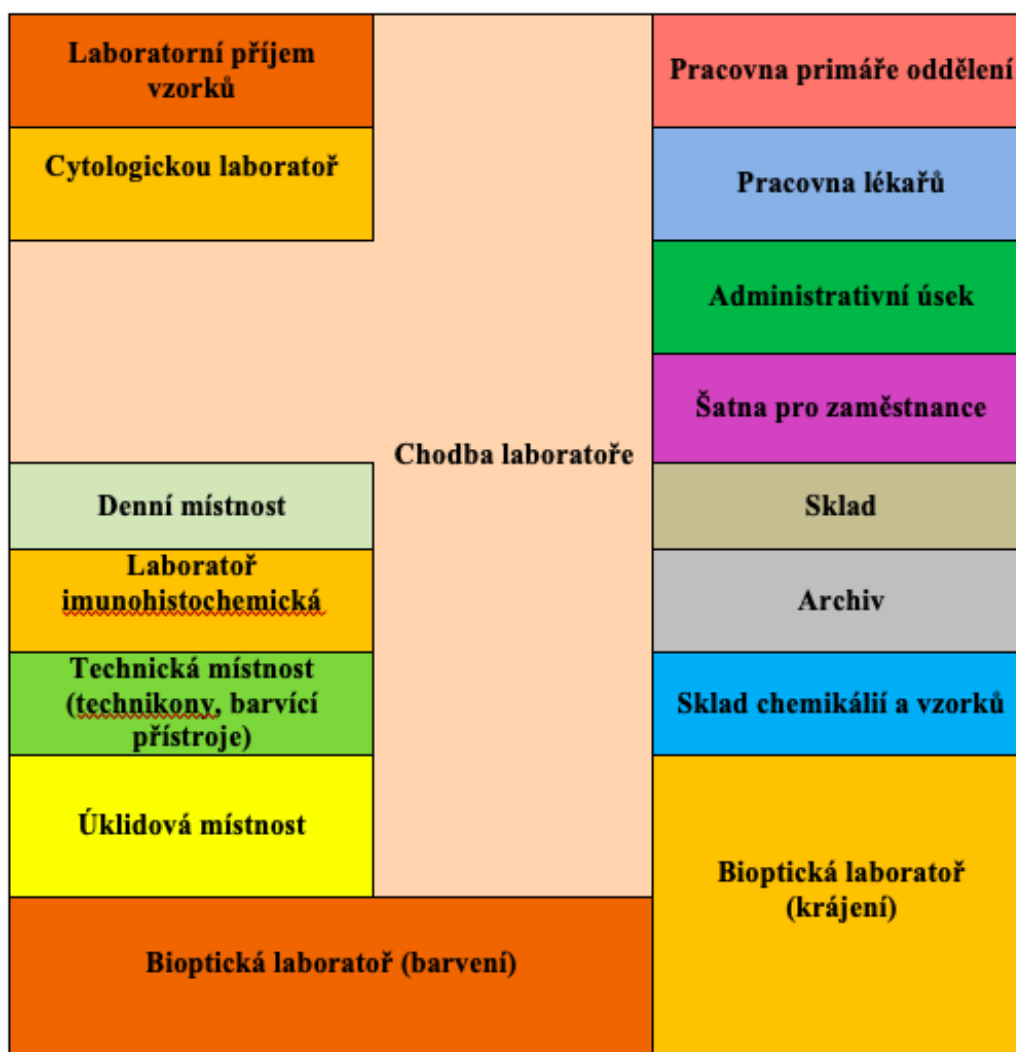 Laboratorní příjem
vzorků
Cytologickou laboratoř
Denní místnost
Laboratoř
imunohistochemická
Technická místnost
(technikony, barvící
přístroje)
Úklidová místnost
Bioptická laboratoř (barvení)
Chodba laboratoře
Pracovna primáře oddělení
Pracovna lékařů
Administrativní úsek
Šatna pro zaměstnance
Sklad
Archiv
Sklad chemikálií a vzorků
Bioptická laboratoř
(krájení)